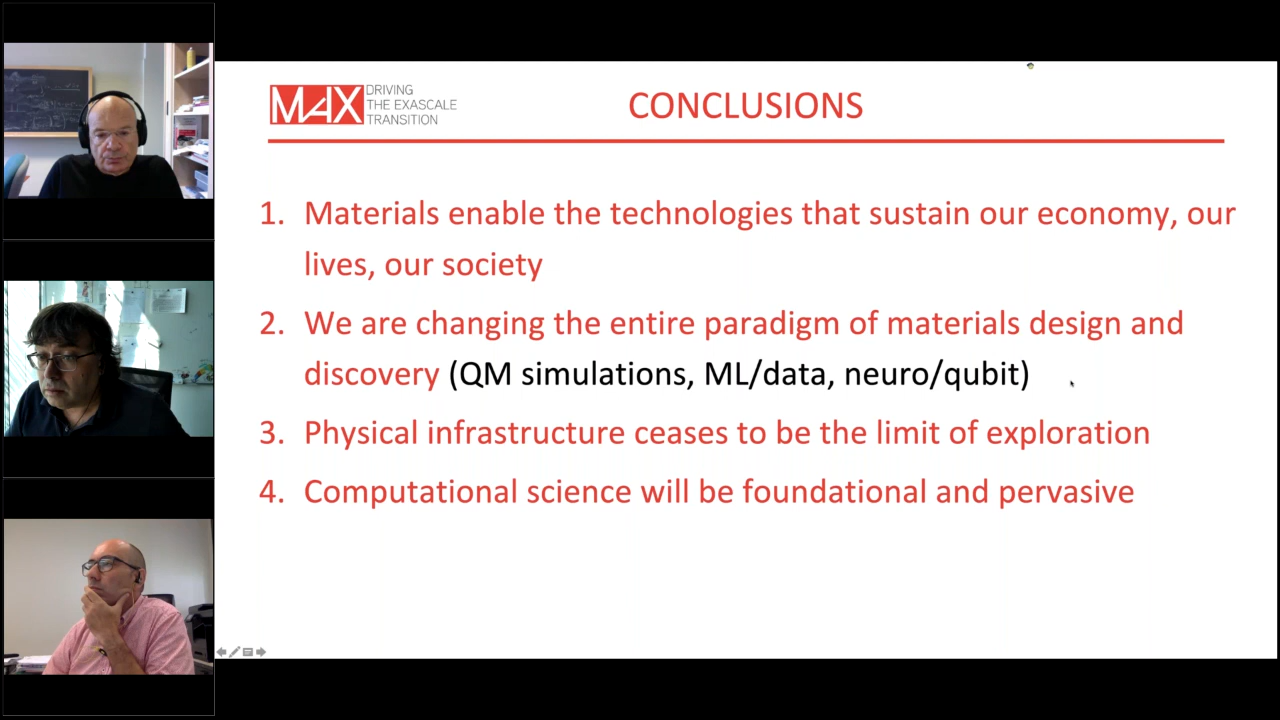 MAX
DRIVING
THE EXASCALE
TRANSITION
CONCLUSIONS
1. Materials enable the technologies that sustain our economy, our
lives, our society
2. We are changing the entire paradigm of materials design and
discovery (QM simulations, ML/data, neuro/qubit)
3. Physical infrastructure ceases to be the limit of exploration
4. Computational science will be foundational and pervasive